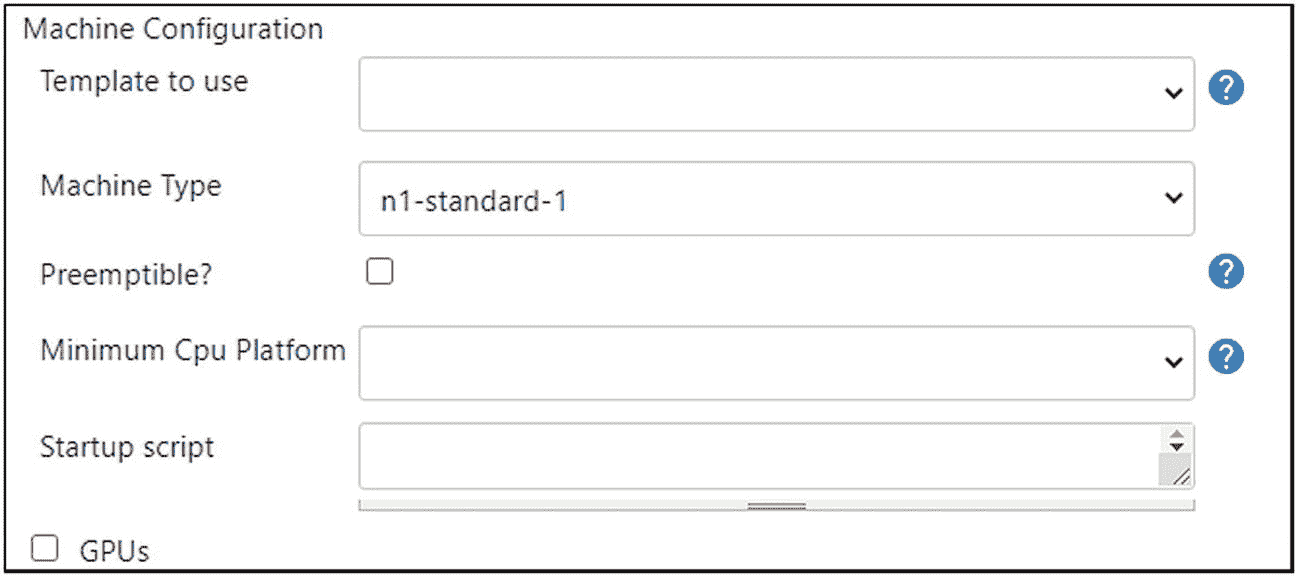 Machine Configuration
Template to use
?
Machine Type
n1-standard-1
Preemptible?
?
Minimum Cpu Platform
?
Startup script
GPUs